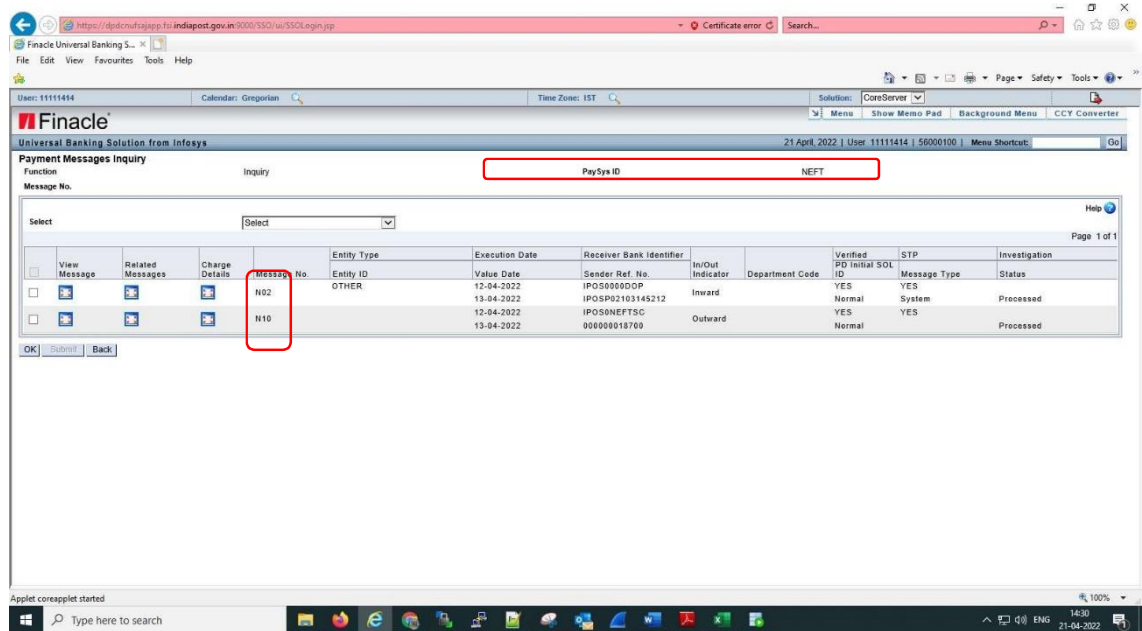 https://dpdcnufsajapp.fsi.indiapost.gov.in:9000/SSO/ui/SSOLogin.jsp Certificate error Search...
Finacle Universal Banking S...
File Edit View Favourites Tools Help
Page Safety Tools
User: 11111414 Calendar: Gregorian Time Zone: IST Solution: CoreServer
Menu Show Memo Pad Background Menu CCY Converter
Finacle
Universal Banking Solution from Infosys 21 April, 2022 | User 11111414 | 56000100 | Menu Shortcut: Go
Payment Messages Inquiry
Function Inquiry PaySys ID NEFT
Message No.
Help
Select Select
Page 1 of 1
Entity Type Execution Date Receiver Bank Identifier Verified STP Investigation
View Message Related Messages Charge Details Message No. Entity ID Value Date Sender Ref. No. In/Out Indicator Department Code PD Initial SOL ID Message Type Status
OTHER 12-04-2022 IPOS0000DOP YES YES
N02 13-04-2022 IPOSP02103145212 Inward Normal System Processed
12-04-2022 IPOS0NEFTSC YES YES
N10 13-04-2022 000000018700 Outward Normal Processed
OK Submit Back
Applet coreapplet started 100%
Type here to search ENG 14:30
21-04-2022